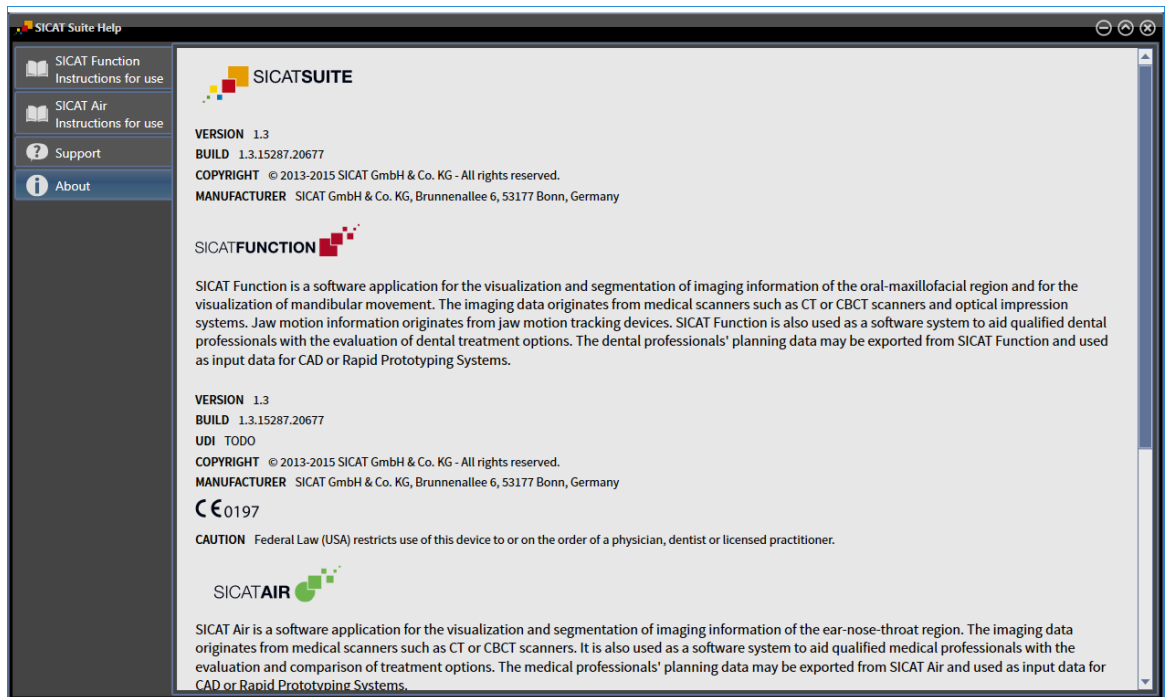 SICAT Suite Help
SICAT Function
Instructions for use
SICAT Air
Instructions for use
Support
About
SICATSUITE
VERSION 1.3
BUILD 1.3.15287.20677
COPYRIGHT © 2013-2015 SICAT GmbH & Co. KG - All rights reserved.
MANUFACTURER SICAT GmbH & Co. KG, Brunnenallee 6, 53177 Bonn, Germany
SICATFUNCTION
SICAT Function is a software application for the visualization and segmentation of imaging information of the oral-maxillofacial region and for the
visualization of mandibular movement. The imaging data originates from medical scanners such as CT or CBCT scanners and optical impression
systems. Jaw motion information originates from jaw motion tracking devices. SICAT Function is also used as a software system to aid qualified dental
professionals with the evaluation of dental treatment options. The dental professionals' planning data may be exported from SICAT Function and used
as input data for CAD or Rapid Prototyping Systems.
VERSION 1.3
BUILD 1.3.15287.20677
UDI TODO
COPYRIGHT © 2013-2015 SICAT GmbH & Co. KG - All rights reserved.
MANUFACTURER SICAT GmbH & Co. KG, Brunnenallee 6, 53177 Bonn, Germany
CE0197
CAUTION Federal Law (USA) restricts use of this device to or on the order of a physician, dentist or licensed practitioner.
SICATAIR
SICAT Air is a software application for the visualization and segmentation of imaging information of the ear-nose-throat region. The imaging data
originates from medical scanners such as CT or CBCT scanners. It is also used as a software system to aid qualified medical professionals with the
evaluation and comparison of treatment options. The medical professionals' planning data may be exported from SICAT Air and used as input data for
CAD or Rapid Prototyping Systems.